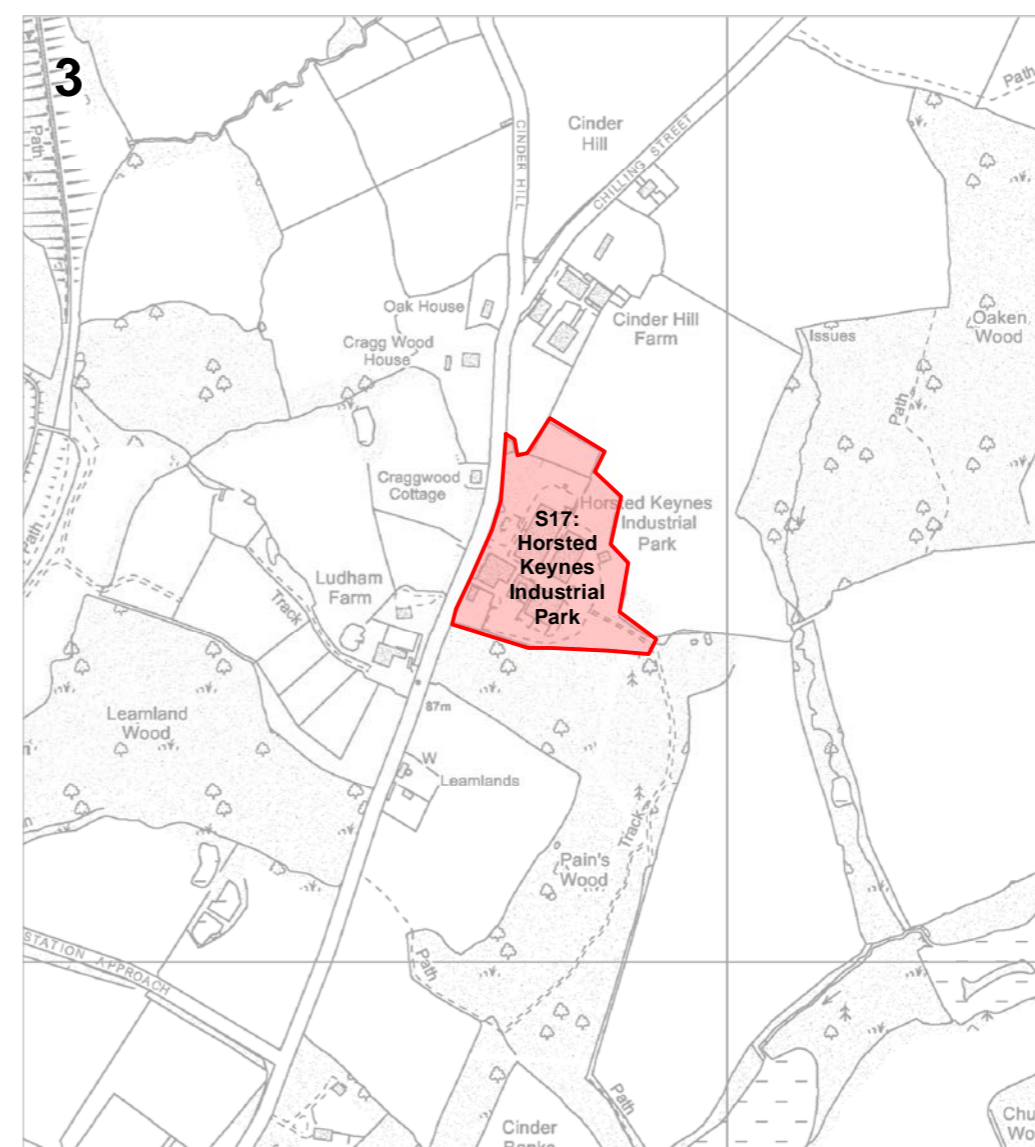 3
Path
Path
CINDER HILL
Cinder
Hill
CHILLING STREET
Oak House
Cragg Wood
House
Cinder Hill
Farm
Issues
Oaken
Wood
Path
Craggwood
Cottage
Horsted Keynes
Industrial
Park
S17:
Horsted
Keynes
Industrial
Park
Path
Ludham
Farm
Track
Leamland
Wood
87m
W
Leamlands
Track
Pain's
Wood
STATION APPROACH
Path
Path
Cinder